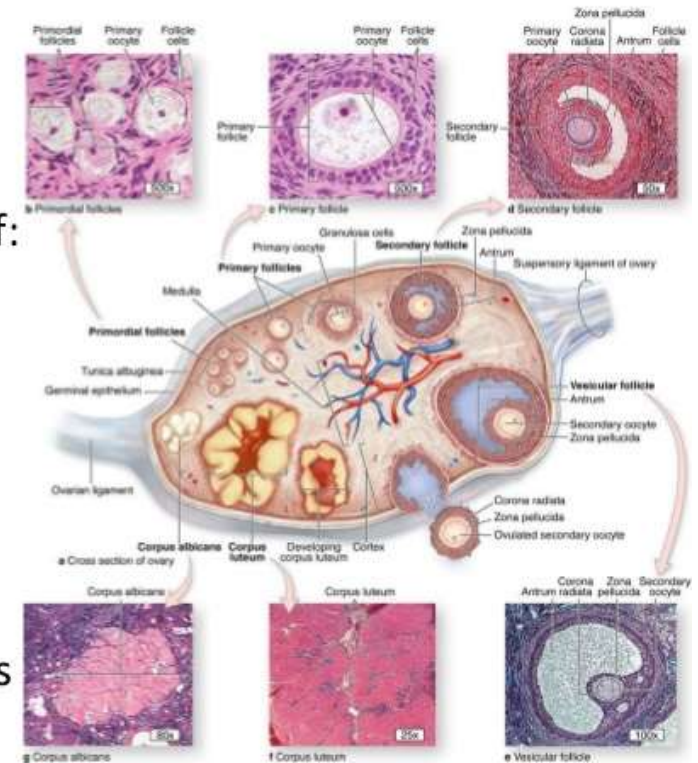 Zona pellucida
Primordial follicles
Primary oocyte
Follicle cells
Primary oocyte
Follicle cells
Primary oocyte
Corona radiata
Antrum
Follicle cells
Primary follicle
Secondary follicle
500x
50x
b Primordial follicles
c Primary follicle
d Secondary follicle
f:
Granulosa cells
Zona pellucida
Primary oocyte
Secondary follicle
Antrum
Primary follicles
Suspensory ligament of ovary
Medulla
Primordial follicles
Tunica albuginea
Germinal epithelium
Vesicular follicle
Antrum
Secondary oocyte
Zona pellucida
Ovarian ligament
Corona radiata
Zona pellucida
Ovulated secondary oocyte
Corpus albicans
Corpus luteum
Developing corpus luteum
Cortex
a Cross section of ovary
Corpus albicans
Corpus luteum
Antrum
Corona radiata
Zona pellucida
Secondary oocyte
s
80x
25x
100x
g Corpus albicans
f Corpus luteum
e Vesicular follicle